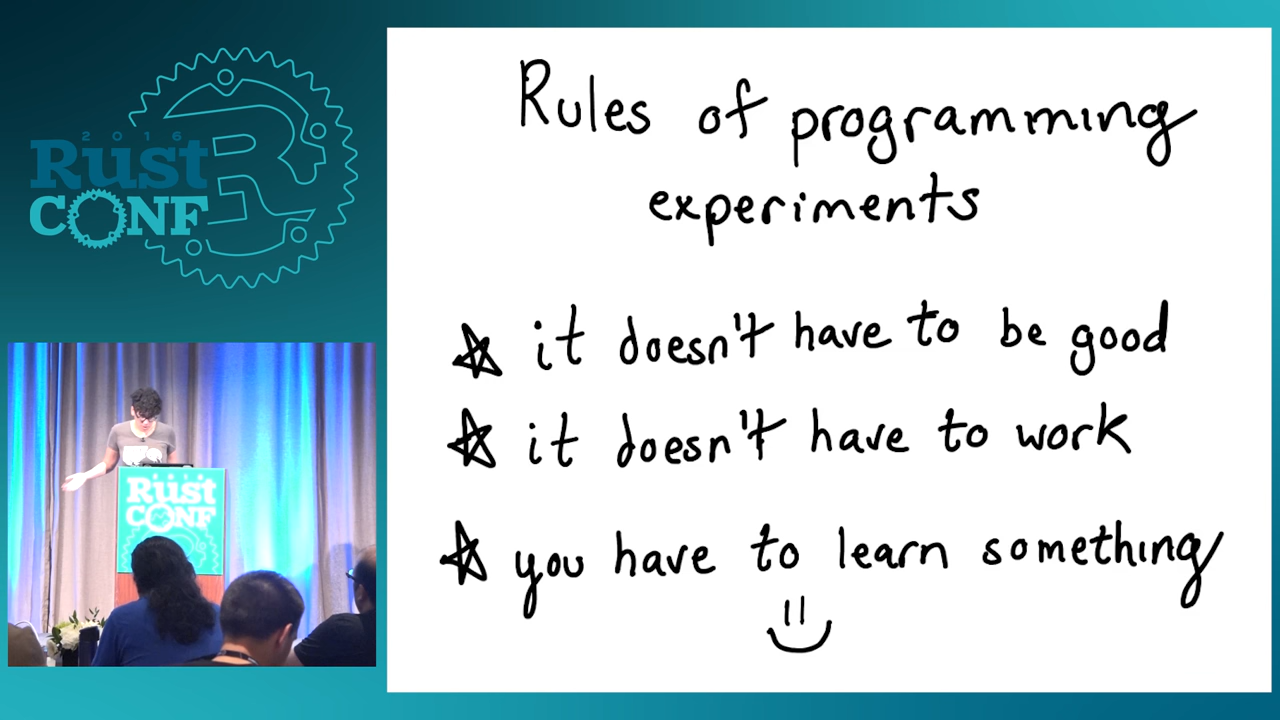 2016
Rust
CONF
Rules of programming
experiments
☆ it doesn't have to be good
☆ it doesn't have to work
☆ you have to learn something
2016
Rust
CONF